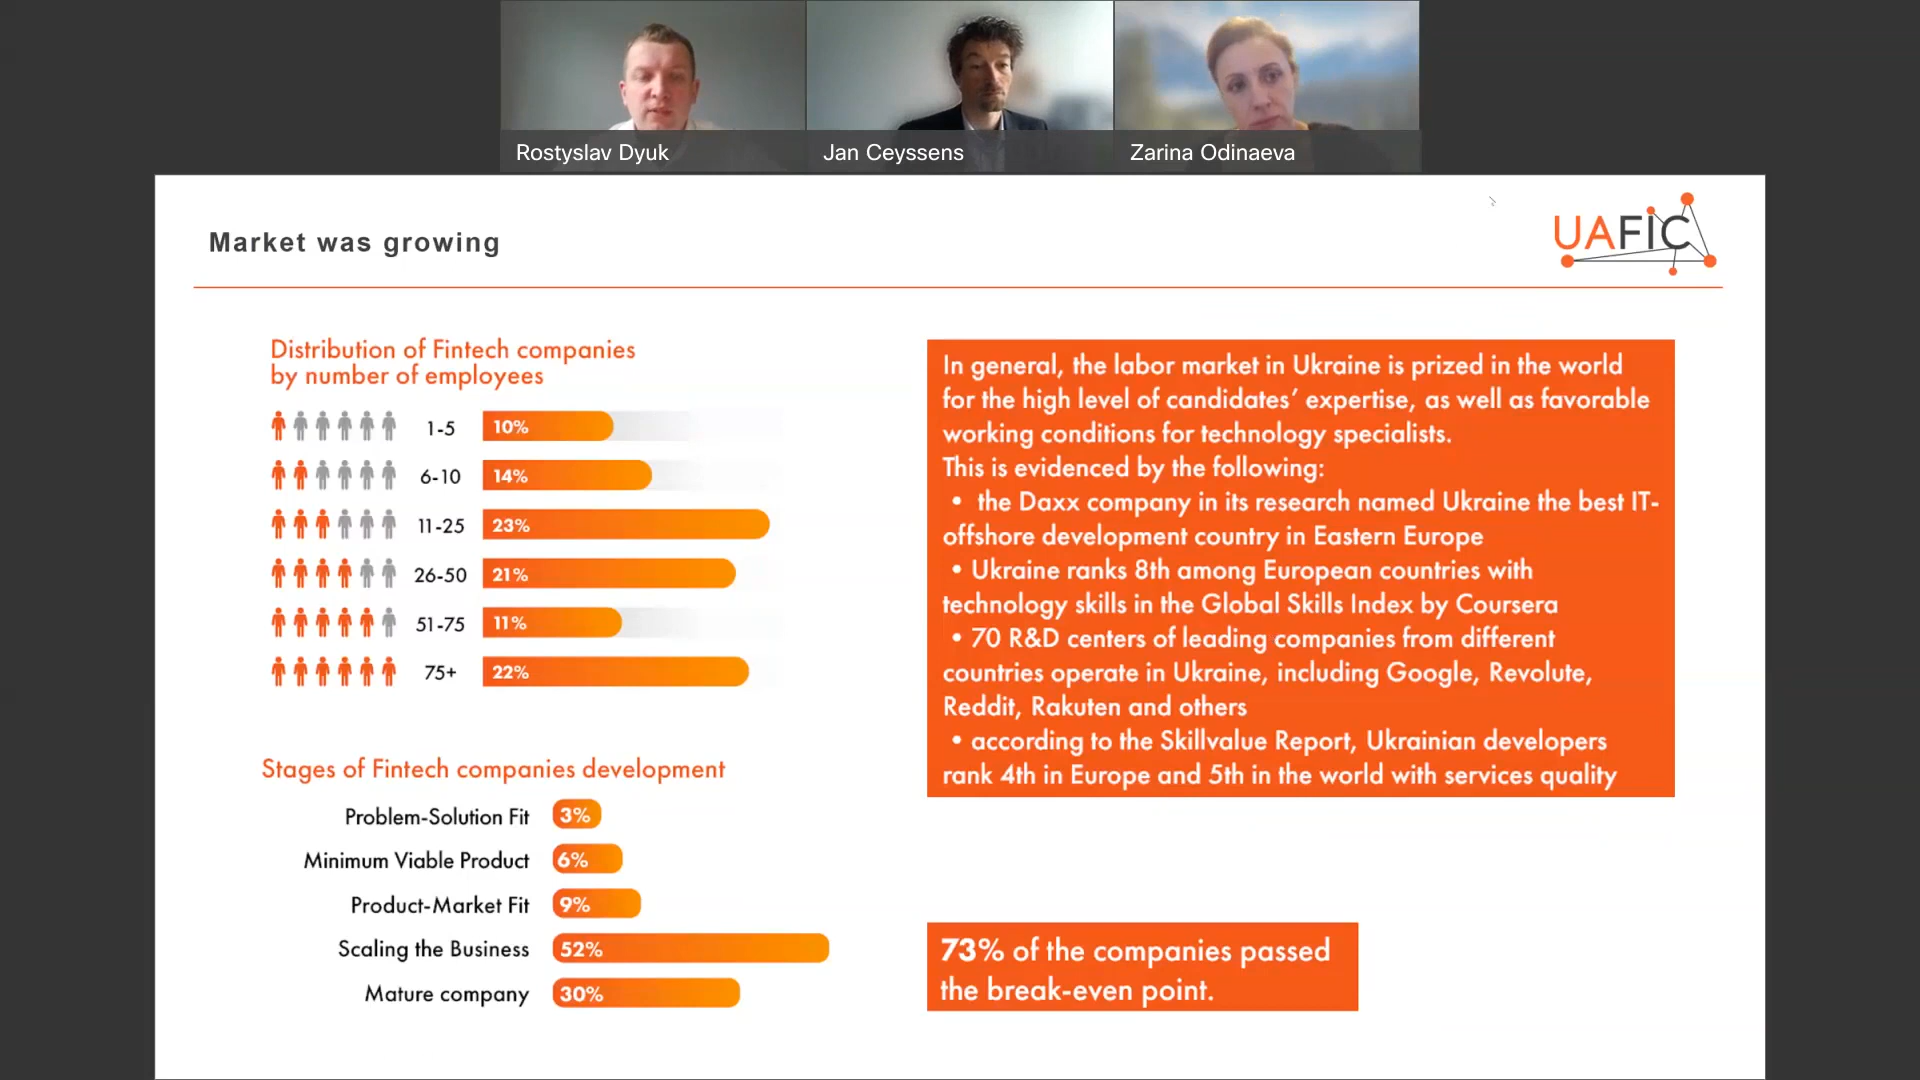 Rostyslav Dyuk
Jan Ceyssens
Zarina Odinaeva
Market was growing
UAFIC
Distribution of Fintech companies
by number of employees
1-5 10%
6-10 14%
11-25 23%
26-50 21%
51-75 11%
75+ 22%
Stages of Fintech companies development
Problem-Solution Fit 3%
Minimum Viable Product 6%
Product-Market Fit 9%
Scaling the Business 52%
Mature company 30%
In general, the labor market in Ukraine is prized in the world
for the high level of candidates’ expertise, as well as favorable
working conditions for technology specialists.
This is evidenced by the following:
• the Daxx company in its research named Ukraine the best IT-
offshore development country in Eastern Europe
• Ukraine ranks 8th among European countries with
technology skills in the Global Skills Index by Coursera
• 70 R&D centers of leading companies from different
countries operate in Ukraine, including Google, Revolute,
Reddit, Rakuten and others
• according to the Skillvalue Report, Ukrainian developers
rank 4th in Europe and 5th in the world with services quality
73% of the companies passed
the break-even point.